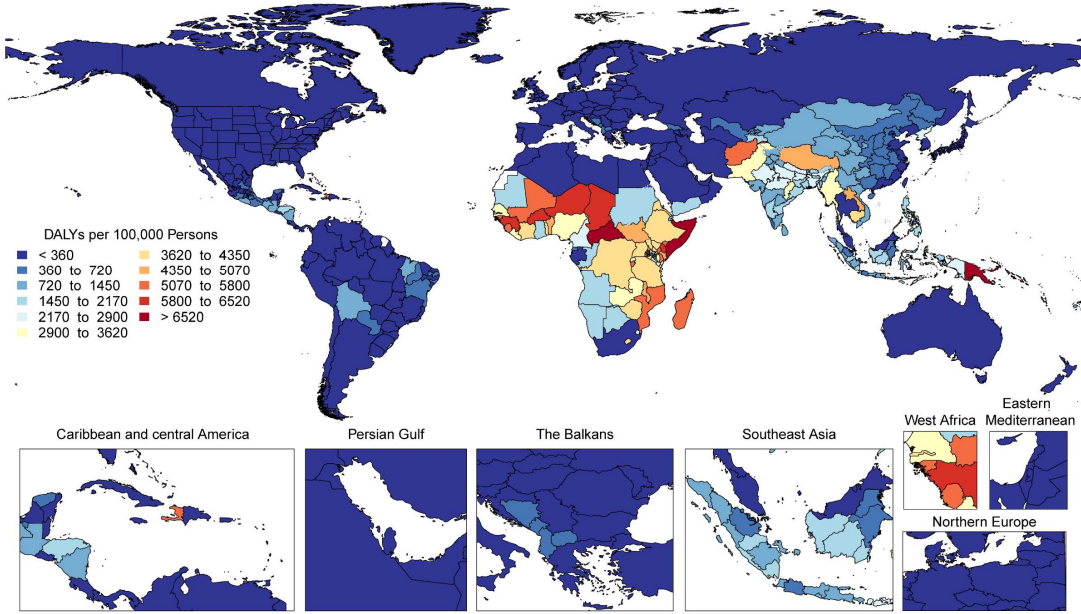 DALYs per 100,000 Persons
< 360
360 to 720
720 to 1450
1450 to 2170
2170 to 2900
2900 to 3620
3620 to 4350
4350 to 5070
5070 to 5800
5800 to 6520
> 6520
Caribbean and central America
Persian Gulf
The Balkans
Southeast Asia
West Africa
Eastern
Mediterranean
Northern Europe